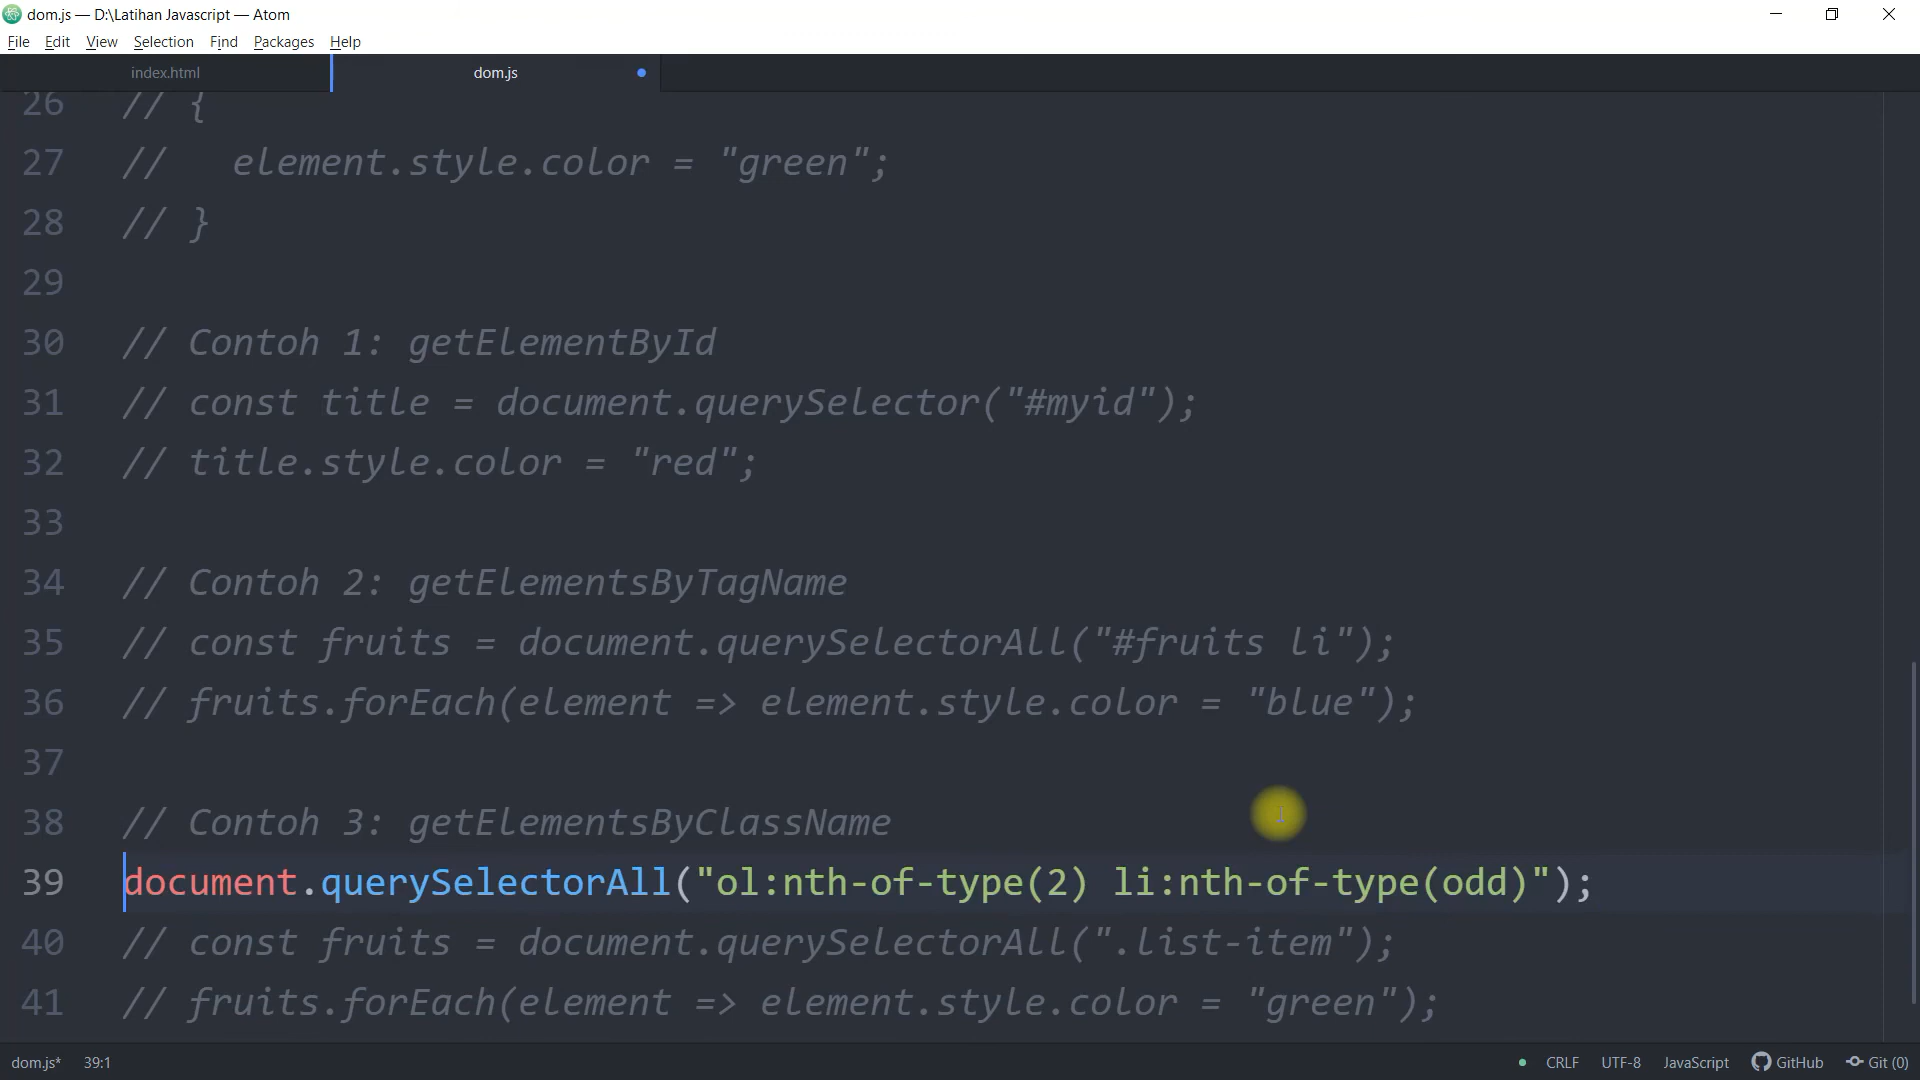 dom.js — D:\Latihan Javascript — Atom
File Edit View Selection Find Packages Help
index.html dom.js
26 // {
27 //   element.style.color = "green";
28 // }
29
30 // Contoh 1: getElementById
31 // const title = document.querySelector("#myid");
32 // title.style.color = "red";
33
34 // Contoh 2: getElementsByTagName
35 // const fruits = document.querySelectorAll("#fruits li");
36 // fruits.forEach(element => element.style.color = "blue");
37
38 // Contoh 3: getElementsByClassName
39 document.querySelectorAll("ol:nth-of-type(2) li:nth-of-type(odd)");
40 // const fruits = document.querySelectorAll(".list-item");
41 // fruits.forEach(element => element.style.color = "green");
dom.js* 39:1 CRLF UTF-8 JavaScript GitHub Git (0)